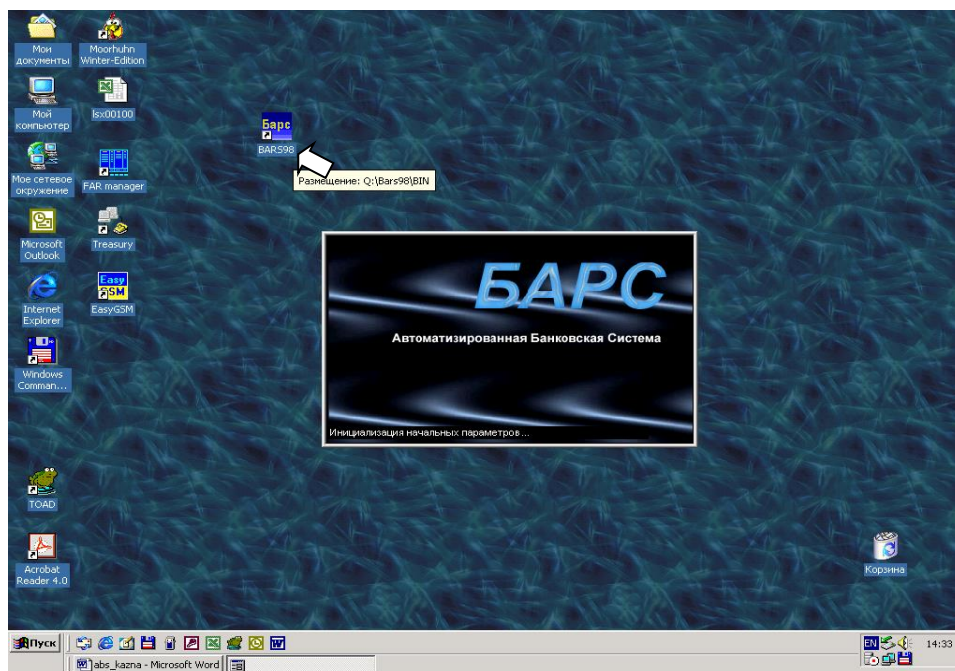 Мои
документы
Moorhuhn
Winter-Edition
Мой
компьютер
lsx00100
Барс
BARS98
Размещение: Q:\Bars98\BIN
Мое сетевое
окружение
FAR manager
Microsoft
Outlook
Treasury
Internet
Explorer
Easy
GSM
EasyGSM
Windows
Comman...
БАРС
Автоматизированная Банковская Система
Инициализация начальных параметров ...
TOAD
Acrobat
Reader 4.0
Корзина
Пуск
EN
14:33
abs_kazna - Microsoft Word